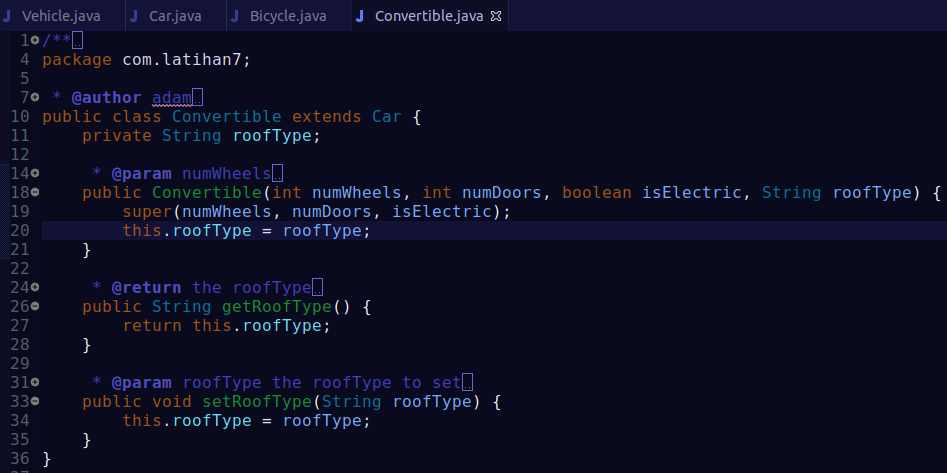 Vehicle.java Car.java Bicycle.java Convertible.java
1 /**
4 package com.latihan7;
5
7 * @author adam
10 public class Convertible extends Car {
11 private String roofType;
12
14 * @param numWheels
18 public Convertible(int numWheels, int numDoors, boolean isElectric, String roofType) {
19 super(numWheels, numDoors, isElectric);
20 this.roofType = roofType;
21 }
22
24 * @return the roofType
26 public String getRoofType() {
27 return this.roofType;
28 }
29
31 * @param roofType the roofType to set
33 public void setRoofType(String roofType) {
34 this.roofType = roofType;
35 }
36 }